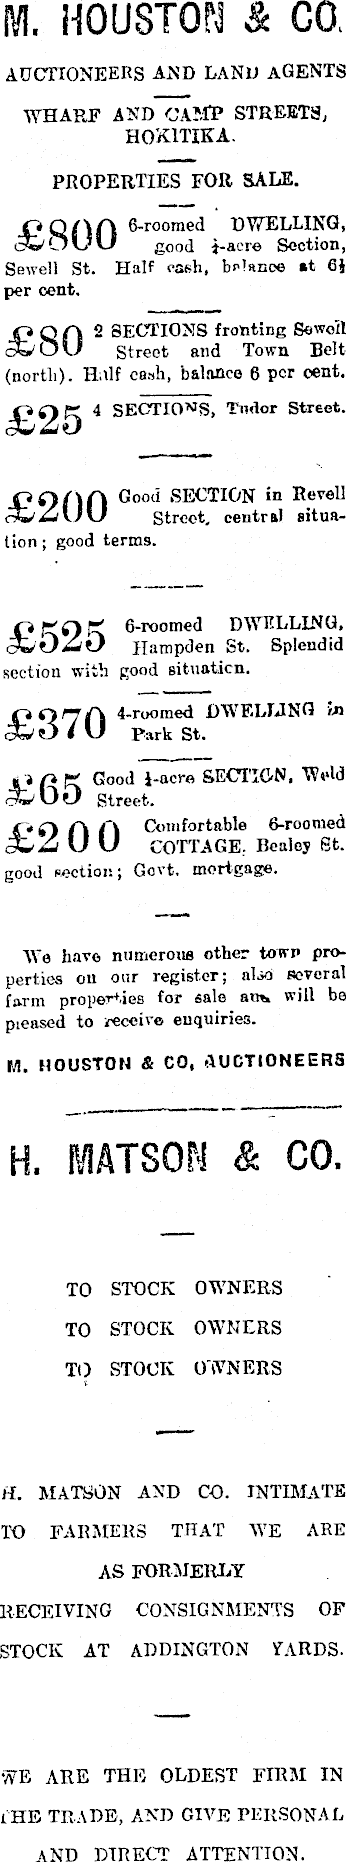 M. HOUSTON & CO.
AUCTIONEERS AND LAND AGENTS
WHARF AND CAMP STREETS,
HOKITIKA.
PROPERTIES FOR SALE.
£800 6-roomed DWELLING,
good ¼-acre Section,
Sewell St. Half cash, balance at 6½
per cent.
£80 2 SECTIONS fronting Sewell
Street and Town Belt
(north). Half cash, balance 6 per cent.
£25 4 SECTIONS, Tudor Street.
£200 Good SECTION in Revell
Street, central situa-
tion; good terms.
£525 6-roomed DWELLING,
Hampden St. Splendid
section with good situation.
£370 4-roomed DWELLING in
Park St.
£65 Good ¼-acre SECTION, Weld
Street.
£200 Comfortable 6-roomed
COTTAGE, Bealey St.
good section; Govt. mortgage.
We have numerous other town pro-
perties on our register; also several
farm properties for sale and will be
pleased to receive enquiries.
M. HOUSTON & CO, AUCTIONEERS
H. MATSON & CO.
TO STOCK OWNERS
TO STOCK OWNERS
TO STOCK OWNERS
H. MATSON AND CO. INTIMATE
TO FARMERS THAT WE ARE
AS FORMERLY
RECEIVING CONSIGNMENTS OF
STOCK AT ADDINGTON YARDS.
WE ARE THE OLDEST FIRM IN
THE TRADE, AND GIVE PERSONAL
AND DIRECT ATTENTION.